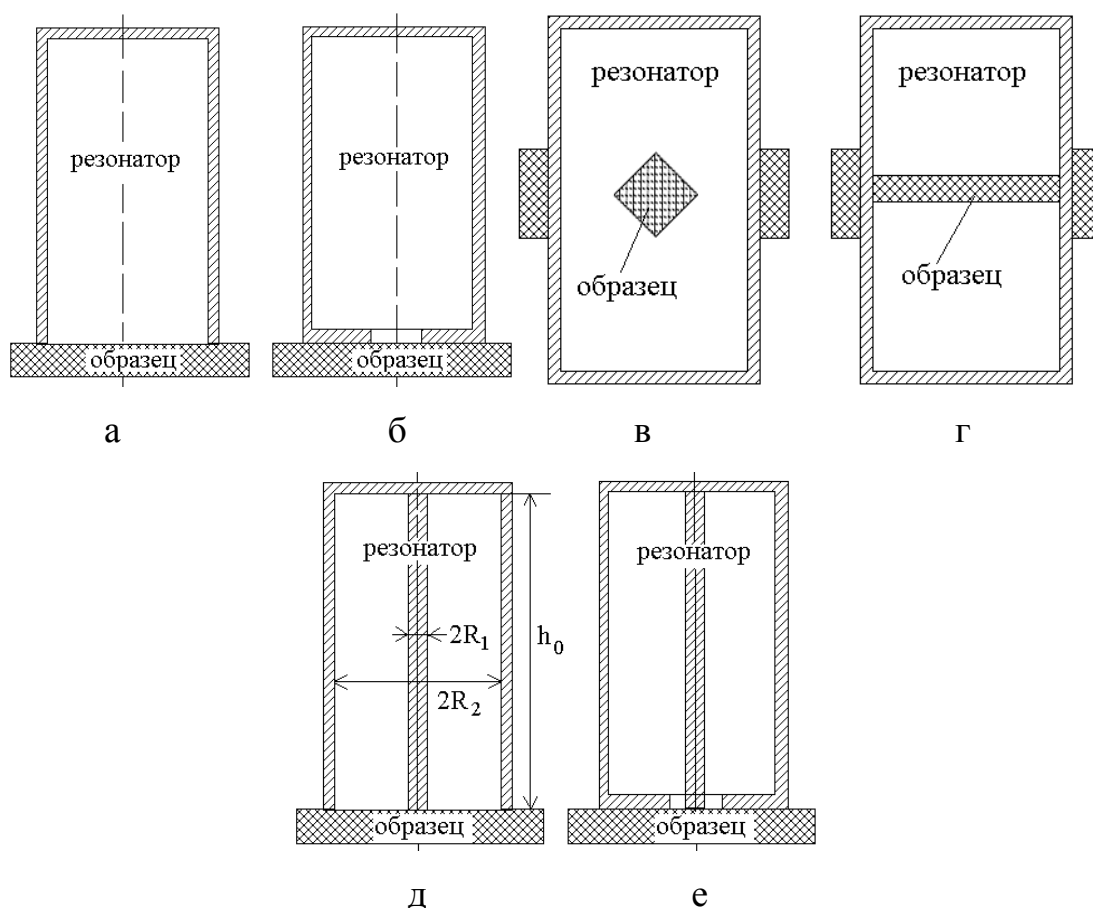 резонатор
образец
а
резонатор
образец
б
резонатор
образец
в
резонатор
образец
г
резонатор
2R₁
2R₂
h₀
образец
д
резонатор
образец
е